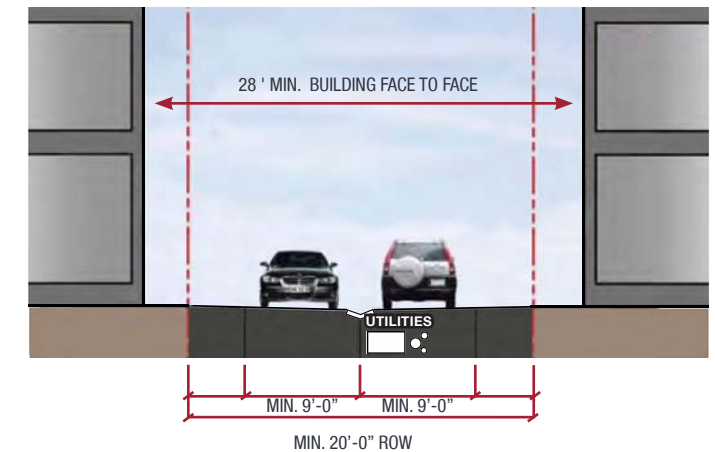 28 ' MIN. BUILDING FACE TO FACE
UTILITIES
MIN. 9’-0” MIN. 9’-0”
MIN. 20’-0” ROW